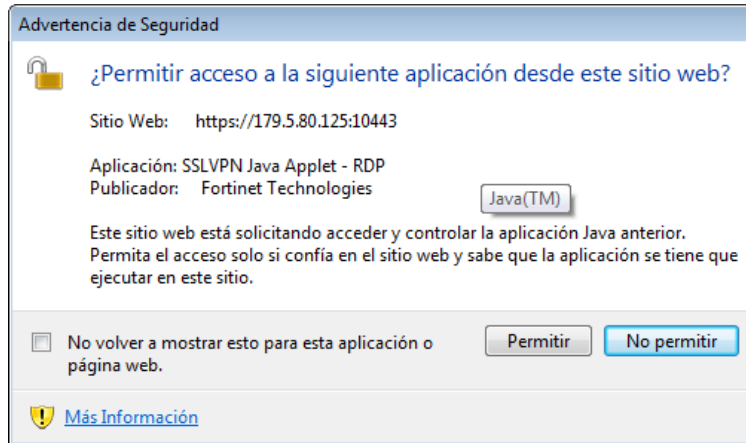 Advertencia de Seguridad
¿Permitir acceso a la siguiente aplicación desde este sitio web?
Sitio Web: https://179.5.80.125:10443
Aplicación: SSLVPN Java Applet - RDP
Publicador: Fortinet Technologies
Java(TM)
Este sitio web está solicitando acceder y controlar la aplicación Java anterior.
Permita el acceso solo si confía en el sitio web y sabe que la aplicación se tiene que
ejecutar en este sitio.
No volver a mostrar esto para esta aplicación o
página web.
Permitir
No permitir
Más Información